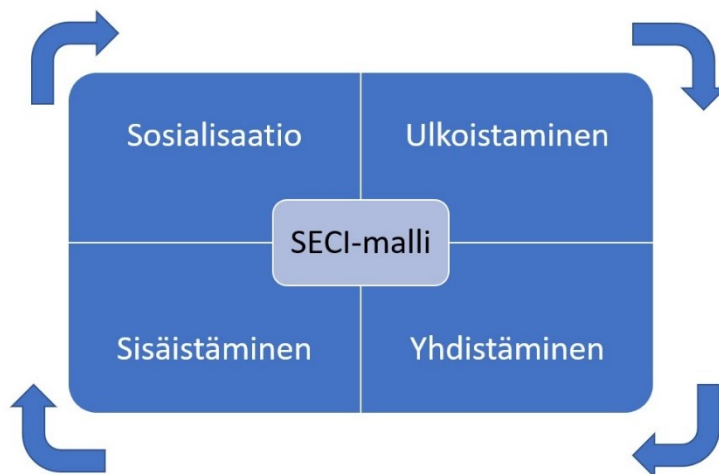 Sosialisaatio
Ulkoistaminen
SECI-malli
Sisäistäminen
Yhdistäminen